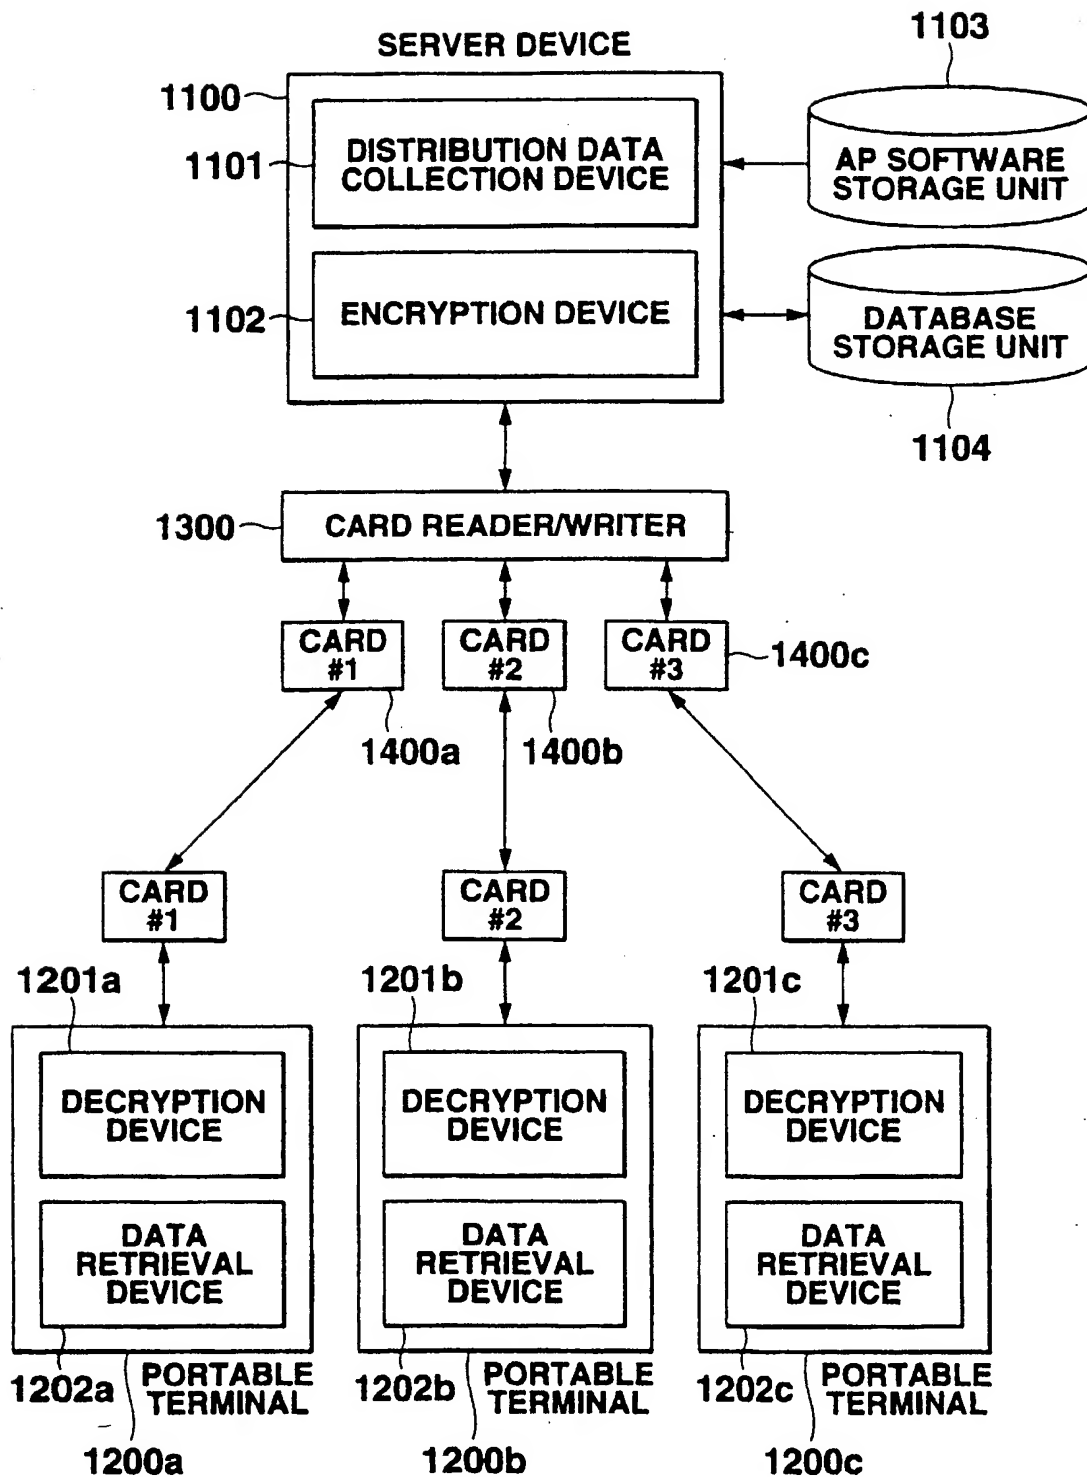 1103
SERVER DEVICE
1100
1101
DISTRIBUTION DATA
COLLECTION DEVICE
AP SOFTWARE
STORAGE UNIT
1102
ENCRYPTION DEVICE
DATABASE
STORAGE UNIT
1104
1300
CARD READER/WRITER
CARD
#1
CARD
#2
CARD
#3
1400c
1400a
1400b
CARD
#1
CARD
#2
CARD
#3
1201a
1201b
1201c
DECRYPTION
DEVICE
DECRYPTION
DEVICE
DECRYPTION
DEVICE
DATA
RETRIEVAL
DEVICE
DATA
RETRIEVAL
DEVICE
DATA
RETRIEVAL
DEVICE
1202a
PORTABLE
TERMINAL
1202b
PORTABLE
TERMINAL
1202c
PORTABLE
TERMINAL
1200a
1200b
1200c